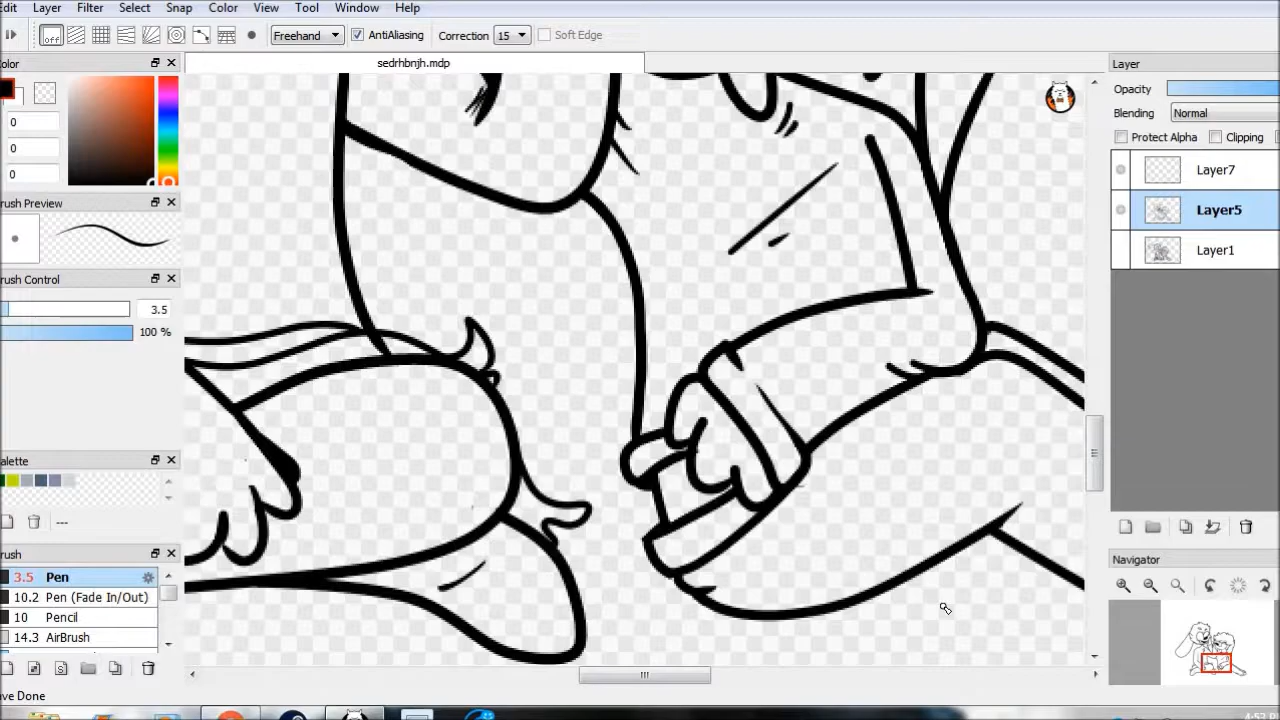 Edit Layer Filter Select Snap Color View Tool Window Help
off Freehand AntiAliasing Correction 15 Soft Edge
olor
sedrhbnjh.mdp
Layer
Opacity
Blending Normal
Protect Alpha Clipping
0
0
0
Layer7
Layer5
Layer1
rush Preview
rush Control
3.5
100 %
alette
---
rush
3.5 Pen
10.2 Pen (Fade In/Out)
10 Pencil
14.3 AirBrush
Navigator
ave Done